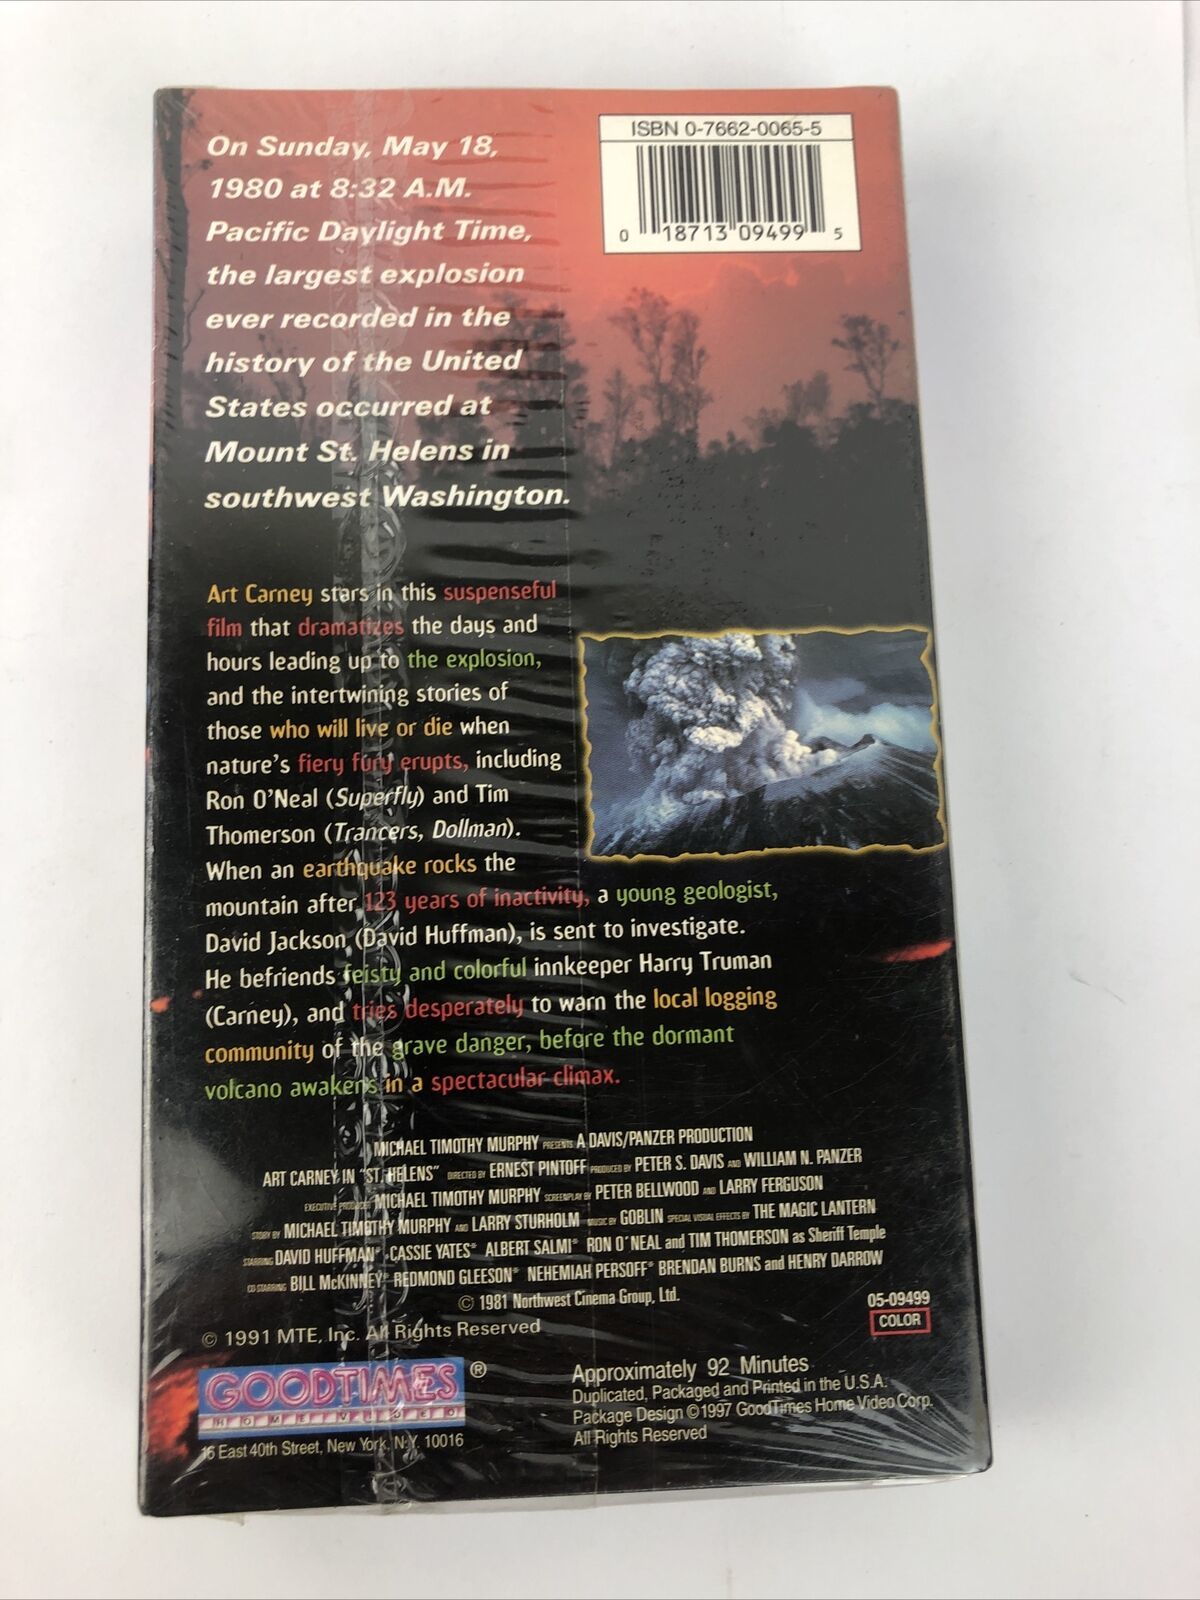 On Sunday, May 18,
1980 at 8:32 A.M.
Pacific Daylight Time,
the largest explosion
ever recorded in the
history of the United
States occurred at
Mount St. Helens in
southwest Washington.
ISBN 0-7662-0065-5
0 18713 09499 5
Art Carney stars in this suspenseful
film that dramatizes the days and
hours leading up to the explosion,
and the intertwining stories of
those who will live or die when
nature's fiery fury erupts, including
Ron O'Neal (Superfly) and Tim
Thomerson (Trancers, Dollman).
When an earthquake rocks the
mountain after 123 years of inactivity, a young geologist,
David Jackson (David Huffman), is sent to investigate.
He befriends feisty and colorful innkeeper Harry Truman
(Carney), and tries desperately to warn the local logging
community of the grave danger, before the dormant
volcano awakens in a spectacular climax.
MICHAEL TIMOTHY MURPHY PRESENTS A DAVIS/PANZER PRODUCTION
ART CARNEY IN "ST. HELENS" DIRECTED BY ERNEST PINTOFF PRODUCED BY PETER S. DAVIS AND WILLIAM N. PANZER
EXECUTIVE PRODUCER MICHAEL TIMOTHY MURPHY SCREENPLAY BY PETER BELLWOOD AND LARRY FERGUSON
STORY BY MICHAEL TIMOTHY MURPHY AND LARRY STURHOLM MUSIC BY GOBLIN SPECIAL VISUAL EFFECTS BY THE MAGIC LANTERN
STARRING DAVID HUFFMAN* CASSIE YATES* ALBERT SALMI* RON O'NEAL and TIM THOMERSON as Sheriff Temple
CO STARRING BILL McKINNEY* REDMOND GLEESON* NEHEMIAH PERSOFF* BRENDAN BURNS and HENRY DARROW
© 1981 Northwest Cinema Group, Ltd.
05-09499
COLOR
© 1991 MTE, Inc. All Rights Reserved
GOODTIMES ®
HOME VIDEO
16 East 40th Street, New York, N.Y. 10016
Approximately 92 Minutes
Duplicated, Packaged and Printed in the U.S.A.
Package Design ©1997 GoodTimes Home Video Corp.
All Rights Reserved